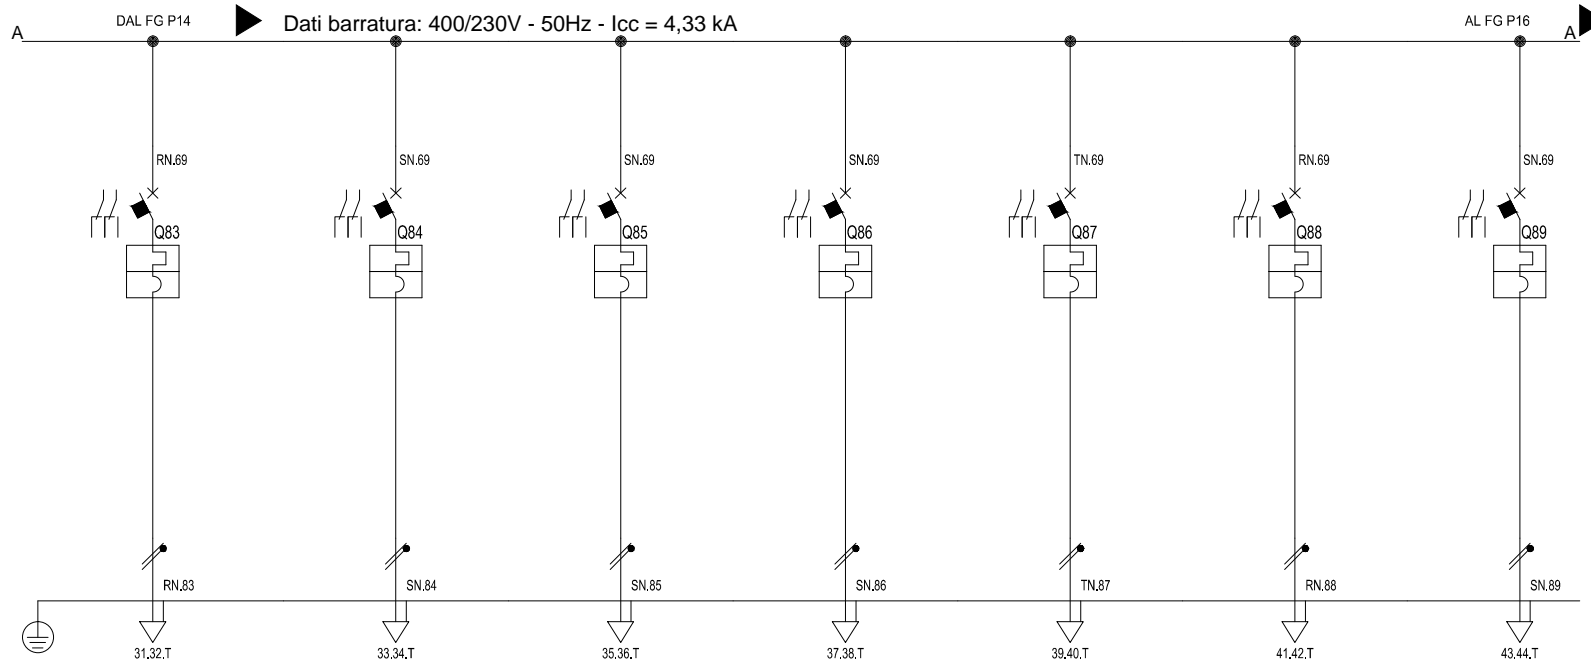 DAL FG P14
Dati barratura: 400/230V - 50Hz - Icc = 4,33 kA
AL FG P16
A
A
RN.69
SN.69
SN.69
SN.69
TN.69
RN.69
SN.69
Q83
Q84
Q85
Q86
Q87
Q88
Q89
RN.83
SN.84
SN.85
SN.86
TN.87
RN.88
SN.89
31.32.T
33.34.T
35.36.T
37.38.T
39.40.T
41.42.T
43.44.T